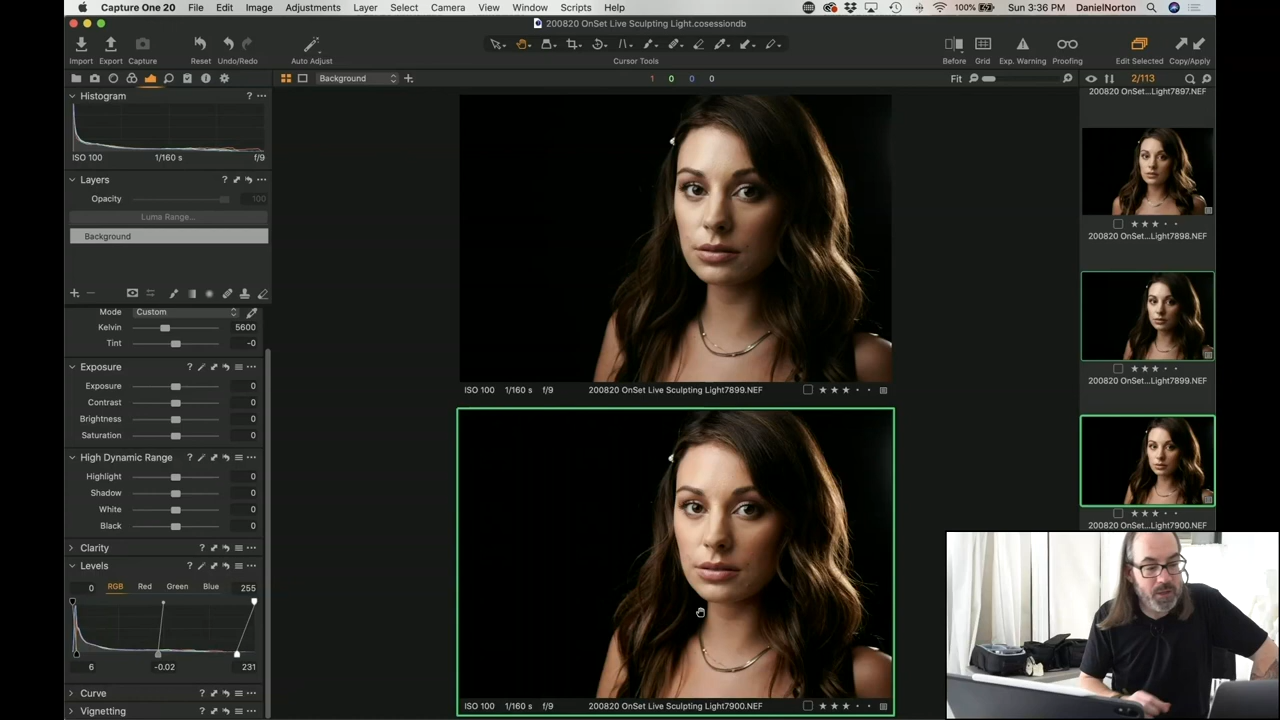 Capture One 20 File Edit View Image Adjustments Layer Select Camera Window Scripts Help 100% Sun 3:36 PM DanielNorton
200820 OnSet Live Sculpting Light.cosessiondb
Import Export Capture Reset Undo/Redo Auto Adjust Cursor Tools Before Grid Exp. Warning Proofing Edit Selected Copy/Apply
Background 1 0 0 0 Fit 2/113
Histogram ? ...
200820 OnSet...Light7897.NEF
ISO 100 1/160 s f/9
Layers ? ...
Opacity 100
Luma Range...
Background
200820 OnSet...Light7898.NEF
Mode Custom
Kelvin 5600
Tint -0
Exposure ? ...
Exposure 0
Contrast 0
Brightness 0
Saturation 0
ISO 100 1/160 s f/9 200820 OnSet Live Sculpting Light7899.NEF
200820 OnSet...Light7899.NEF
High Dynamic Range ? ...
Highlight 0
Shadow 0
White 0
Black 0
200820 OnSet...Light7900.NEF
Clarity ? ...
Levels ? ...
0 RGB Red Green Blue 255
6 -0.02 231
Curve ? ...
Vignetting ? ...
ISO 100 1/160 s f/9 200820 OnSet Live Sculpting Light7900.NEF